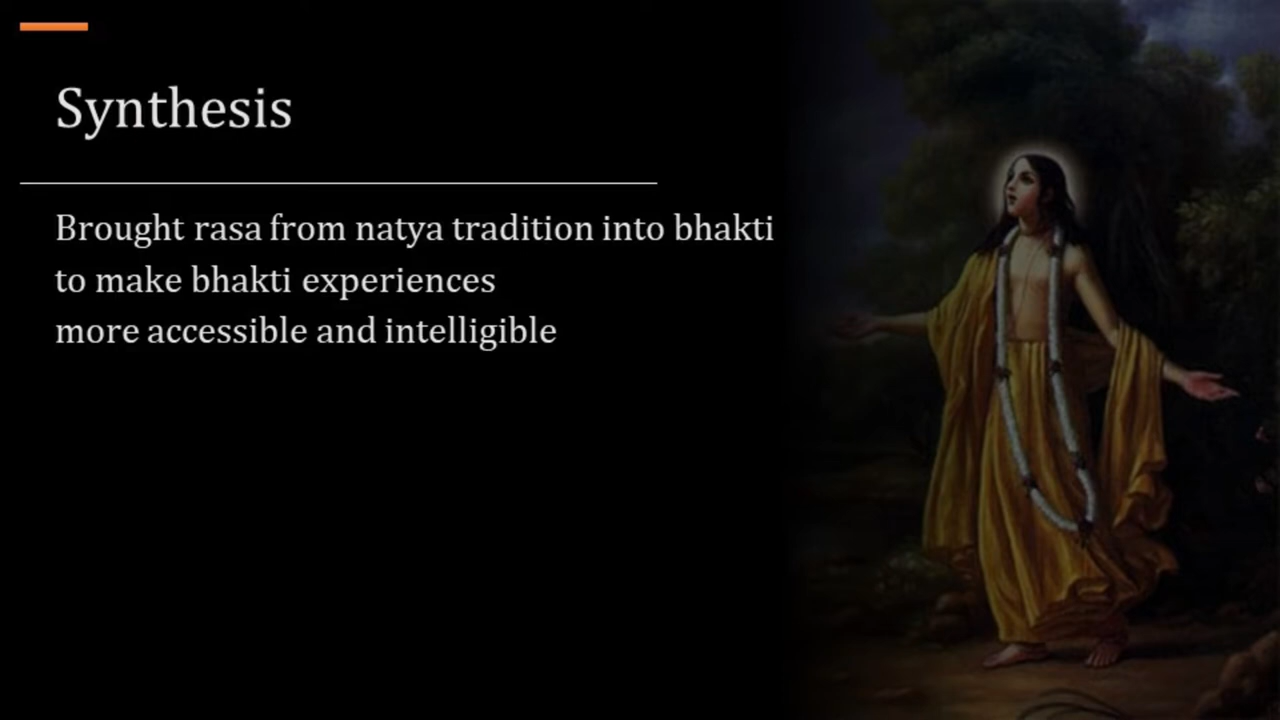 Synthesis
Brought rasa from natya tradition into bhakti
to make bhakti experiences
more accessible and intelligible